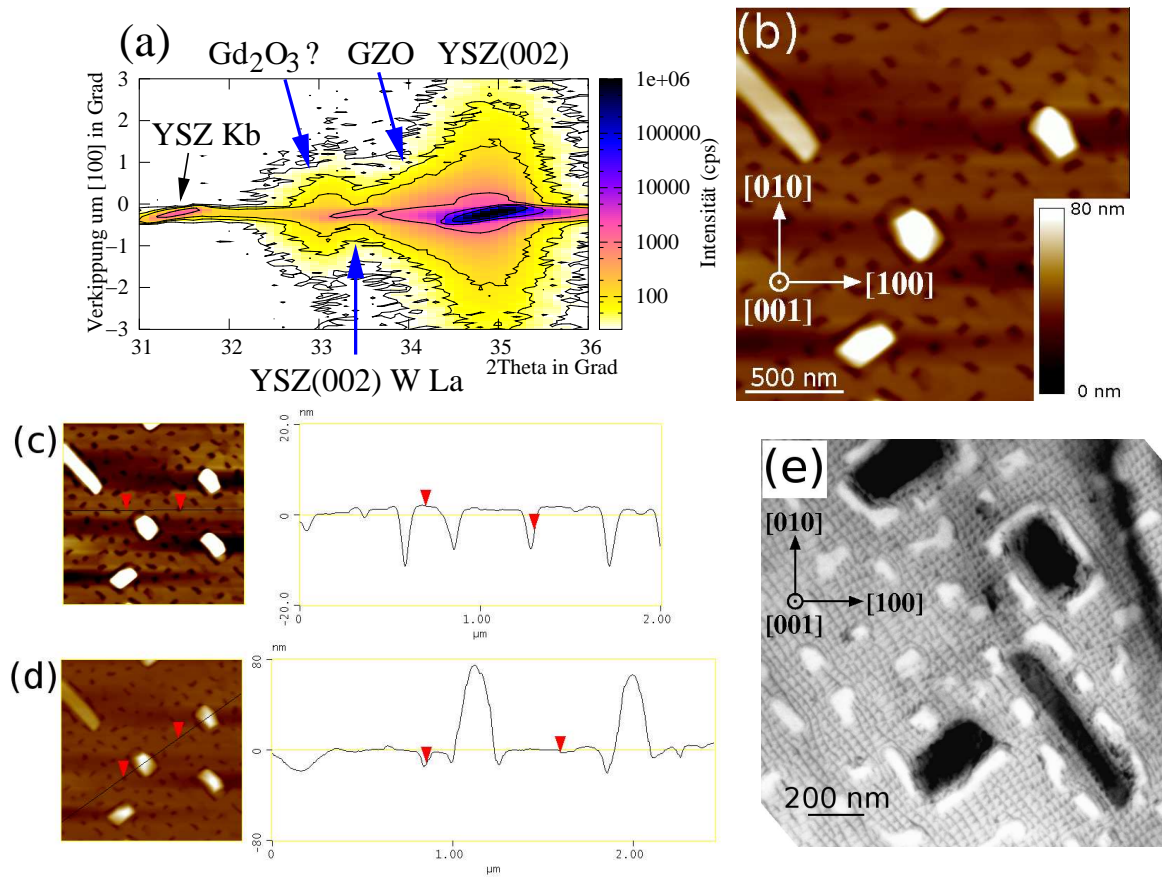 (a)
Gd2O3 ? GZO YSZ(002)
YSZ Kb
Verkippung um [100] in Grad
3
2
1
0
−1
−2
−3
31 32 33 34 35 36
2Theta in Grad
YSZ(002) W La
1e+06
100000
10000
1000
100
Intensität (cps)
(b)
[010]
[100]
[001]
500 nm
80 nm
0 nm
(c)
nm
20.0
0
-20.0
0 1.00 2.00
µm
(d)
nm
80
0
-80
0 1.00 2.00
µm
(e)
[010]
[100]
[001]
200 nm